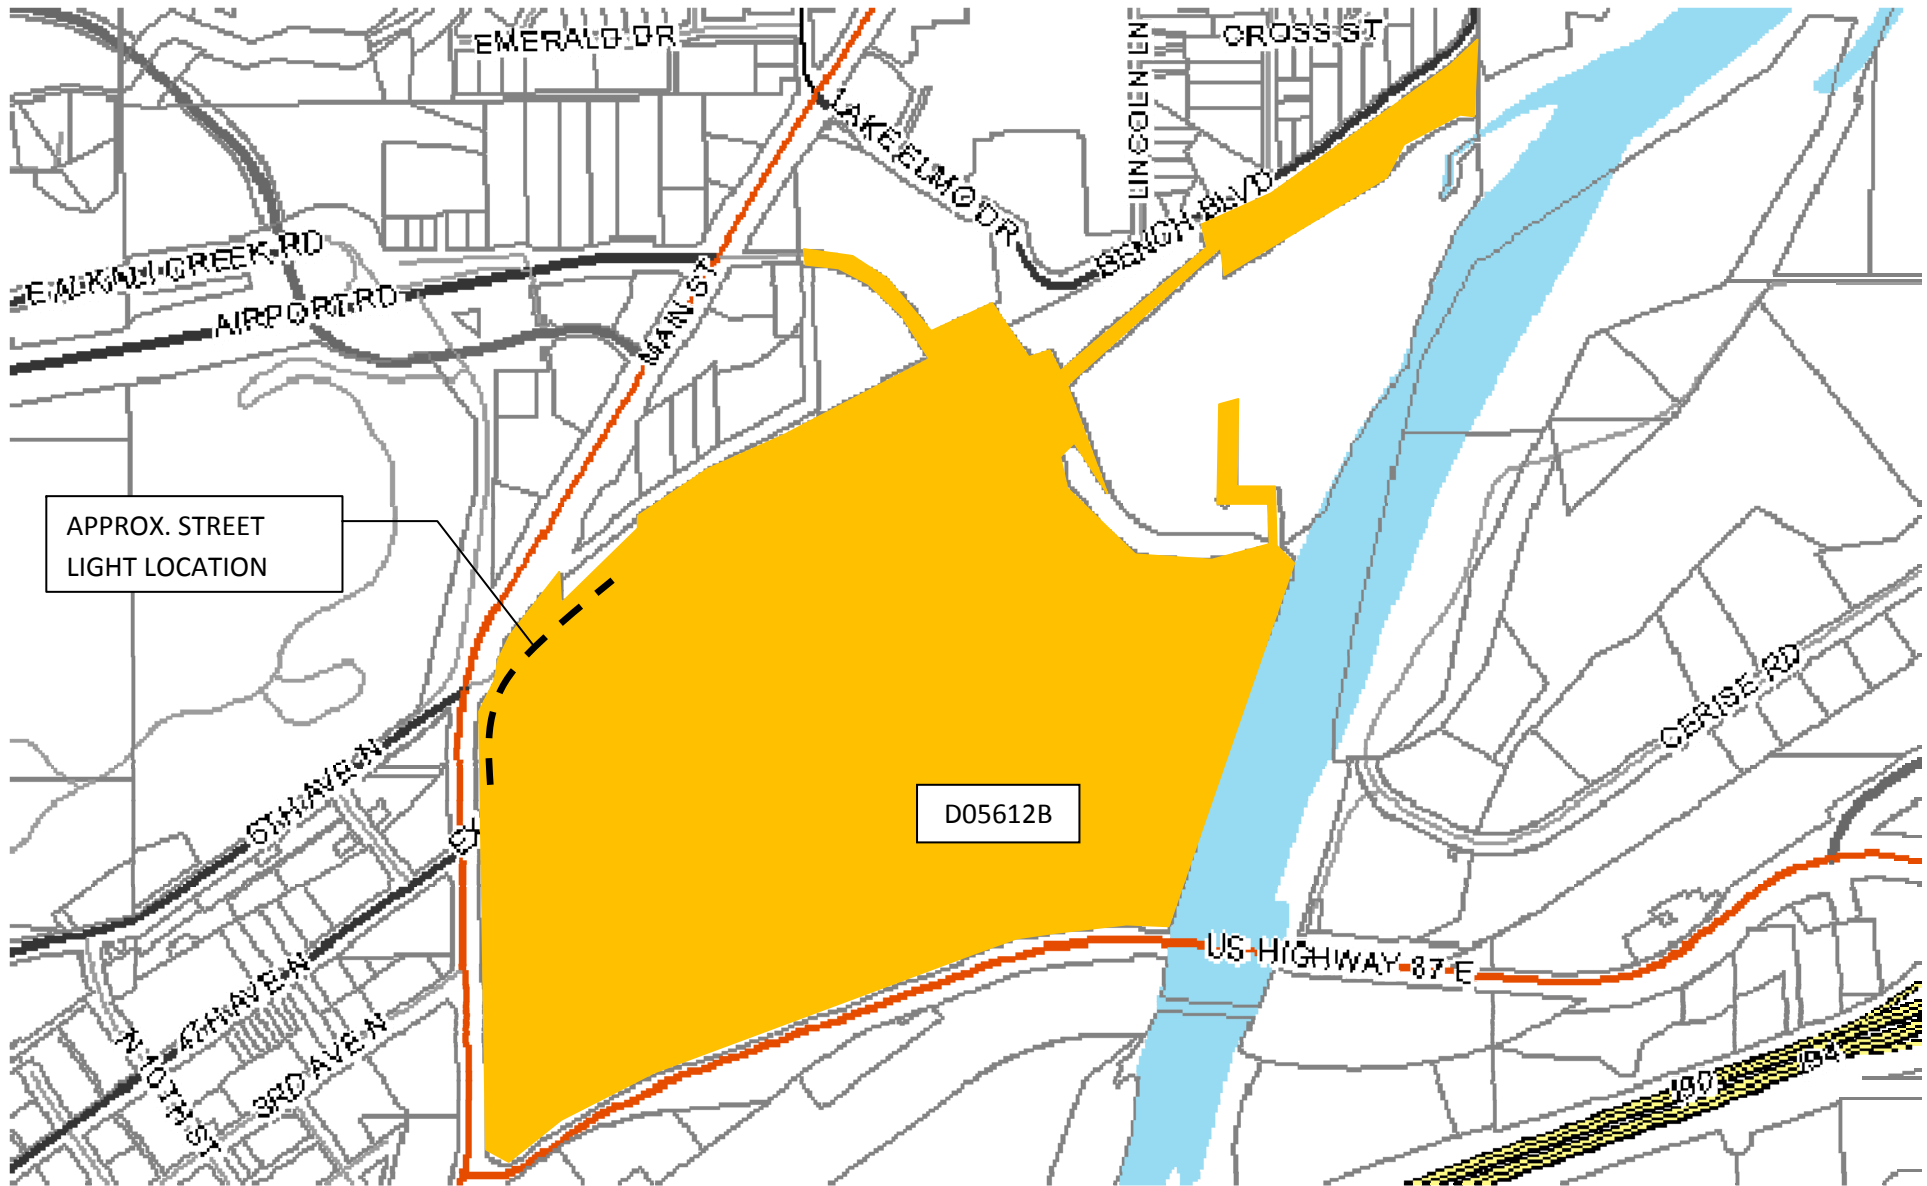 EMERALD DR
CROSS ST
LINCOLN LN
LAKE ELMO DR
BENCH BLVD
E ALKALI CREEK RD
AIRPORT RD
MAIN ST
APPROX. STREET
LIGHT LOCATION
6TH AVE N
CERISE RD
D05612B
US HIGHWAY 87 E
4TH AVE N
3RD AVE N
N 10TH ST
I90
I94